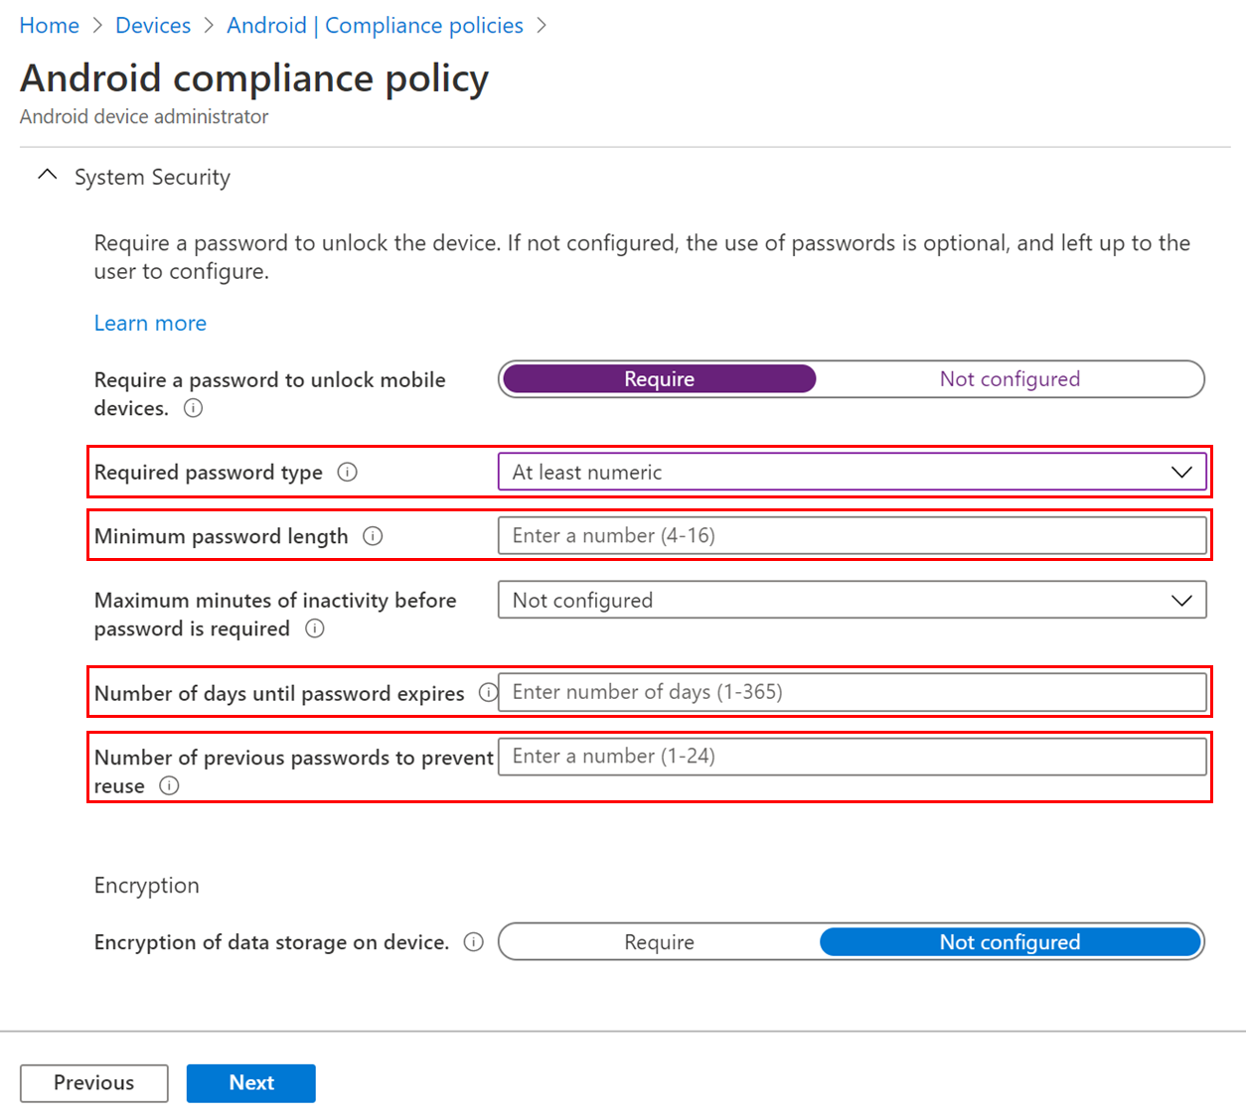 Home > Devices > Android | Compliance policies >
Android compliance policy
Android device administrator
System Security
Require a password to unlock the device. If not configured, the use of passwords is optional, and left up to the
user to configure.
Learn more
Require a password to unlock mobile
devices.
Require
Not configured
Required password type
At least numeric
Minimum password length
Enter a number (4-16)
Maximum minutes of inactivity before
password is required
Not configured
Number of days until password expires
Enter number of days (1-365)
Number of previous passwords to prevent
reuse
Enter a number (1-24)
Encryption
Encryption of data storage on device.
Require
Not configured
Previous
Next